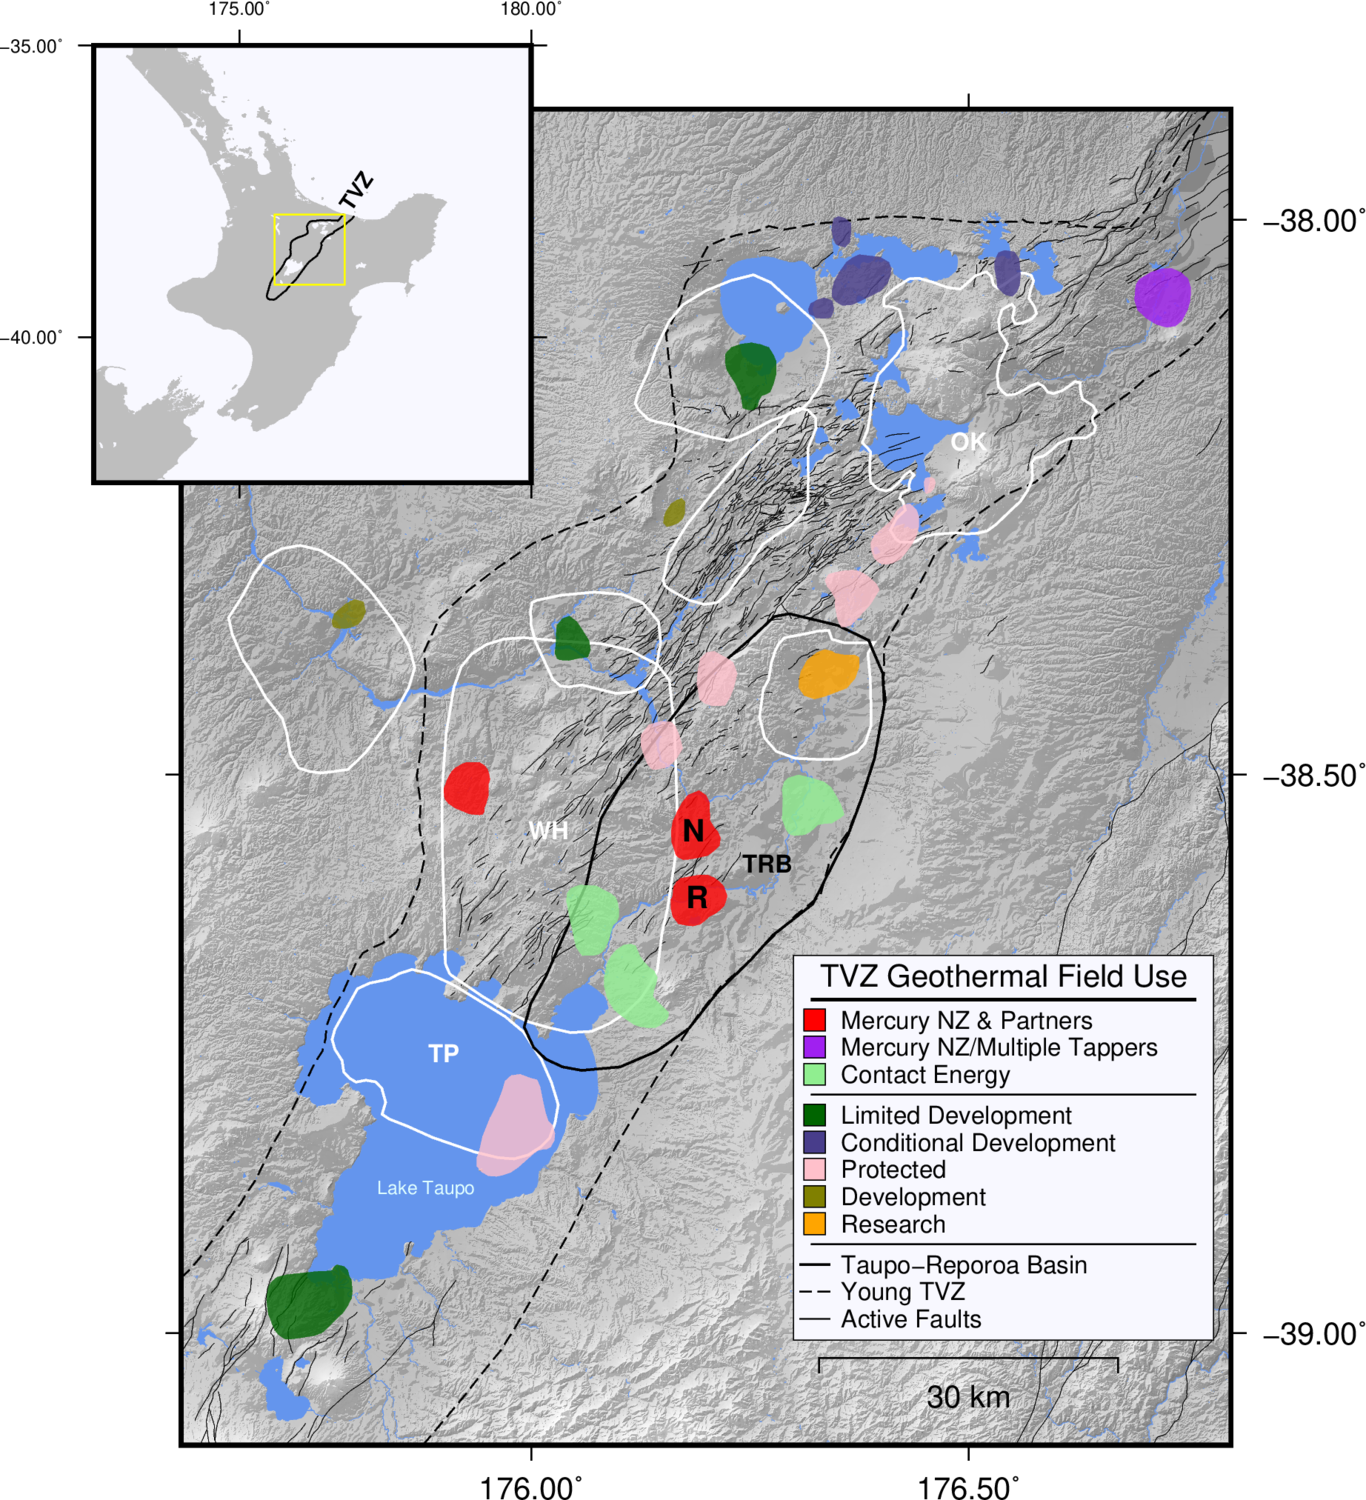 175.00°
180.00°
−35.00°
−40.00°
TVZ
−38.00°
OK
WH
N
TRB
R
−38.50°
TP
Lake Taupo
TVZ Geothermal Field Use
Mercury NZ & Partners
Mercury NZ/Multiple Tappers
Contact Energy
Limited Development
Conditional Development
Protected
Development
Research
Taupo−Reporoa Basin
Young TVZ
Active Faults
−39.00°
30 km
176.00°
176.50°